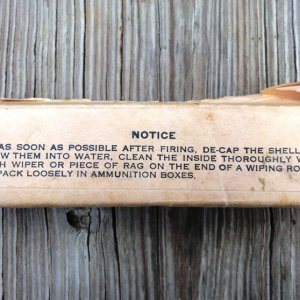 NOTICE
AS SOON AS POSSIBLE AFTER FIRING, DE-CAP THE SHELL
THEM INTO WATER, CLEAN THE INSIDE THOROUGHLY
WIPER OR PIECE OF RAG ON THE END OF A WIPING
PACK LOOSELY IN AMMUNITION BOXES.